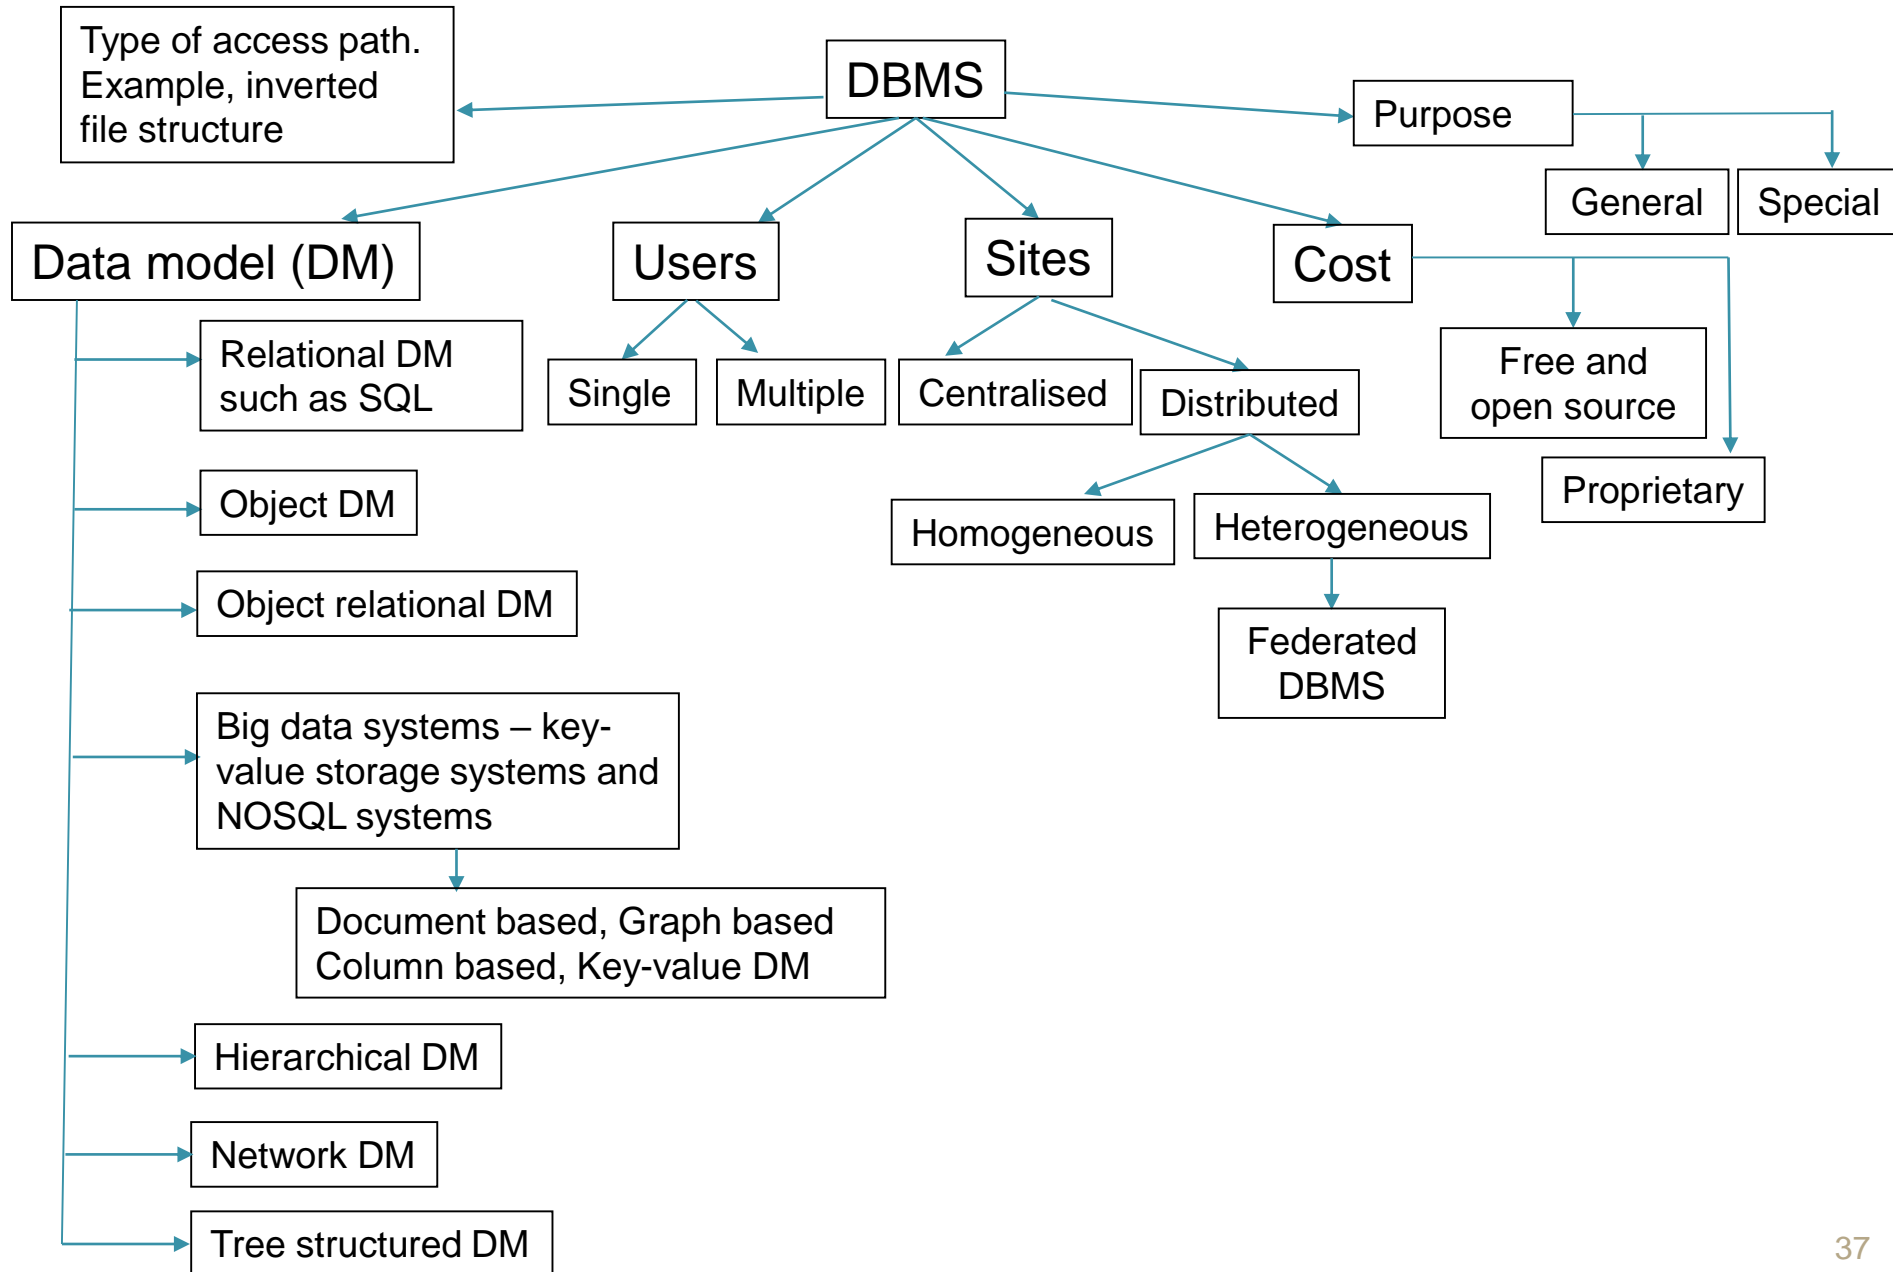 Type of access path.
Example, inverted
file structure
DBMS
Purpose
General
Special
Data model (DM)
Users
Sites
Cost
Relational DM
such as SQL
Single
Multiple
Centralised
Distributed
Free and
open source
Proprietary
Object DM
Homogeneous
Heterogeneous
Object relational DM
Federated
DBMS
Big data systems – key-
value storage systems and
NOSQL systems
Document based, Graph based
Column based, Key-value DM
Hierarchical DM
Network DM
Tree structured DM
37